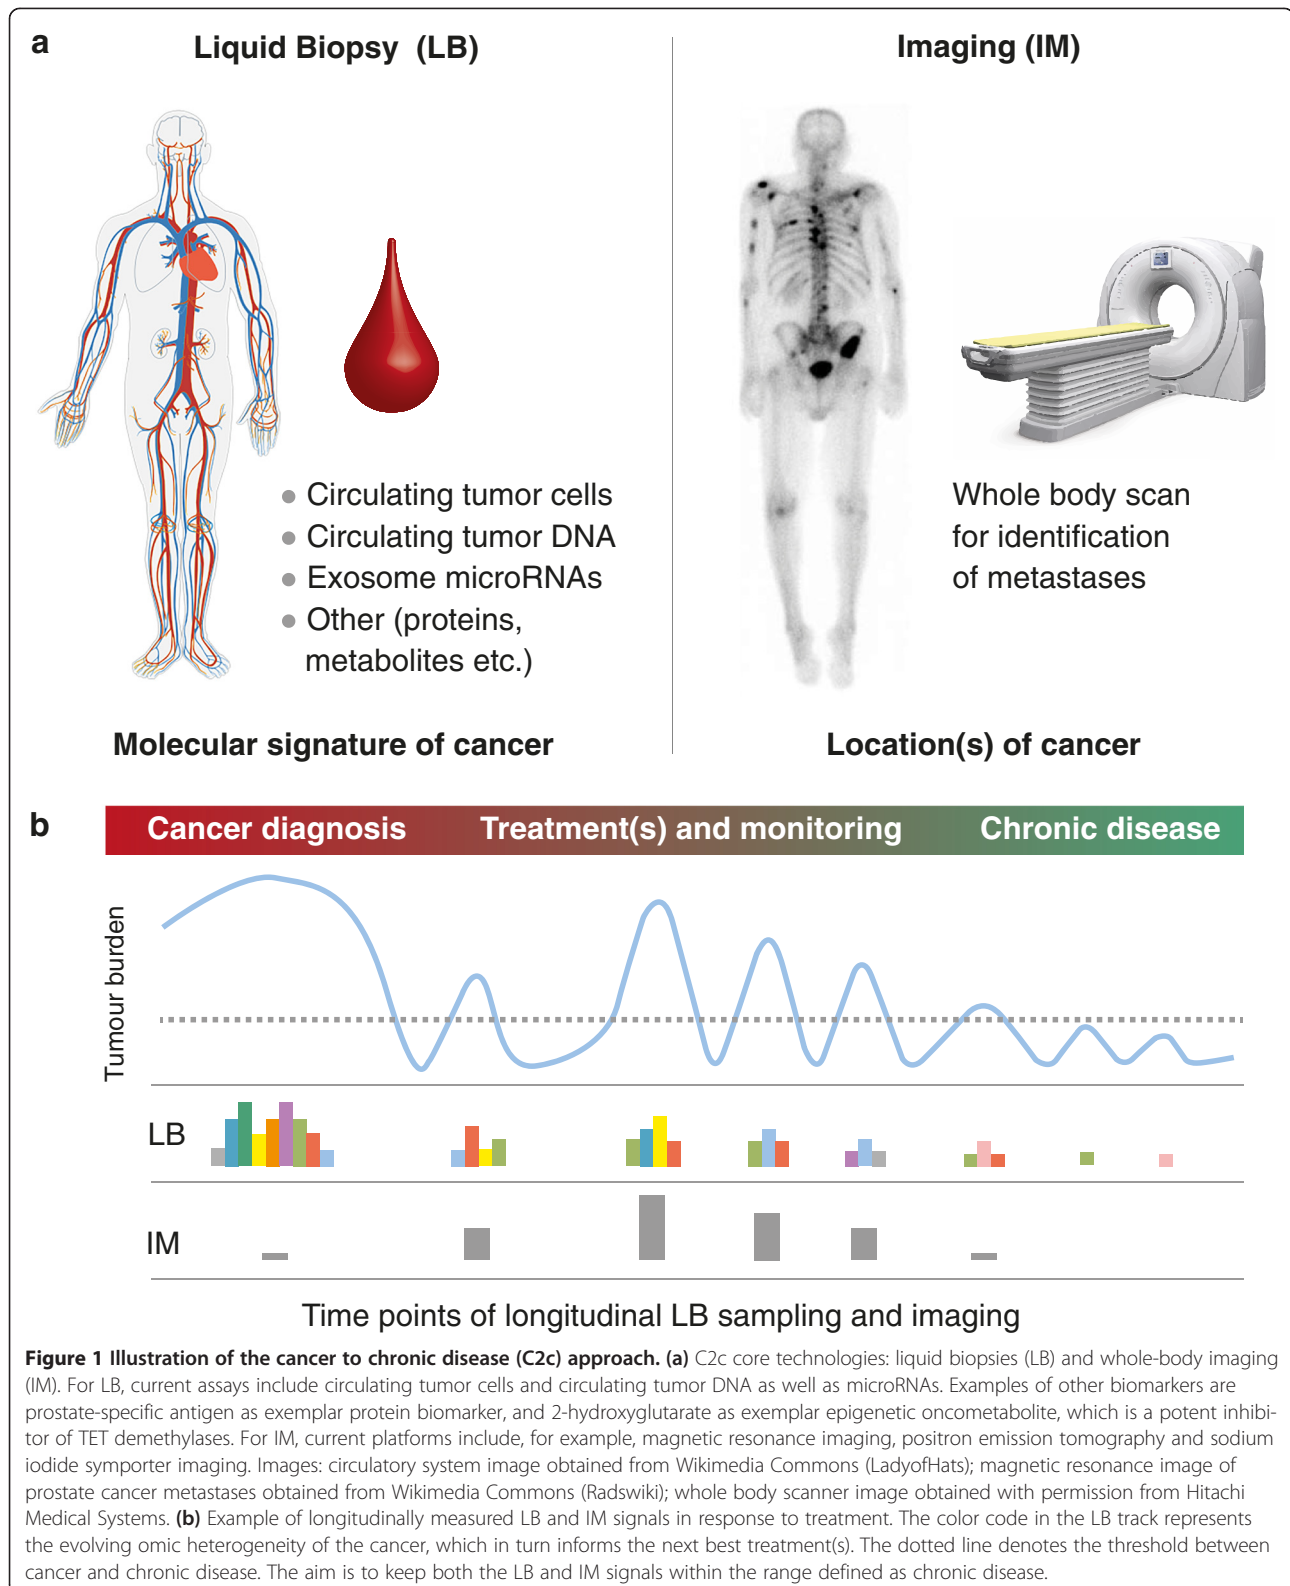 a
Liquid Biopsy (LB)
Imaging (IM)
Circulating tumor cells
Circulating tumor DNA
Exosome microRNAs
Other (proteins,
metabolites etc.)
Whole body scan
for identification
of metastases
Molecular signature of cancer
Location(s) of cancer
b
Cancer diagnosis
Treatment(s) and monitoring
Chronic disease
Tumour burden
LB
IM
Time points of longitudinal LB sampling and imaging
Figure 1 Illustration of the cancer to chronic disease (C2c) approach. (a) C2c core technologies: liquid biopsies (LB) and whole-body imaging
(IM). For LB, current assays include circulating tumor cells and circulating tumor DNA as well as microRNAs. Examples of other biomarkers are
prostate-specific antigen as exemplar protein biomarker, and 2-hydroxyglutarate as exemplar epigenetic oncometabolite, which is a potent inhibi-
tor of TET demethylases. For IM, current platforms include, for example, magnetic resonance imaging, positron emission tomography and sodium
iodide symporter imaging. Images: circulatory system image obtained from Wikimedia Commons (LadyofHats); magnetic resonance image of
prostate cancer metastases obtained from Wikimedia Commons (Radswiki); whole body scanner image obtained with permission from Hitachi
Medical Systems. (b) Example of longitudinally measured LB and IM signals in response to treatment. The color code in the LB track represents
the evolving omic heterogeneity of the cancer, which in turn informs the next best treatment(s). The dotted line denotes the threshold between
cancer and chronic disease. The aim is to keep both the LB and IM signals within the range defined as chronic disease.